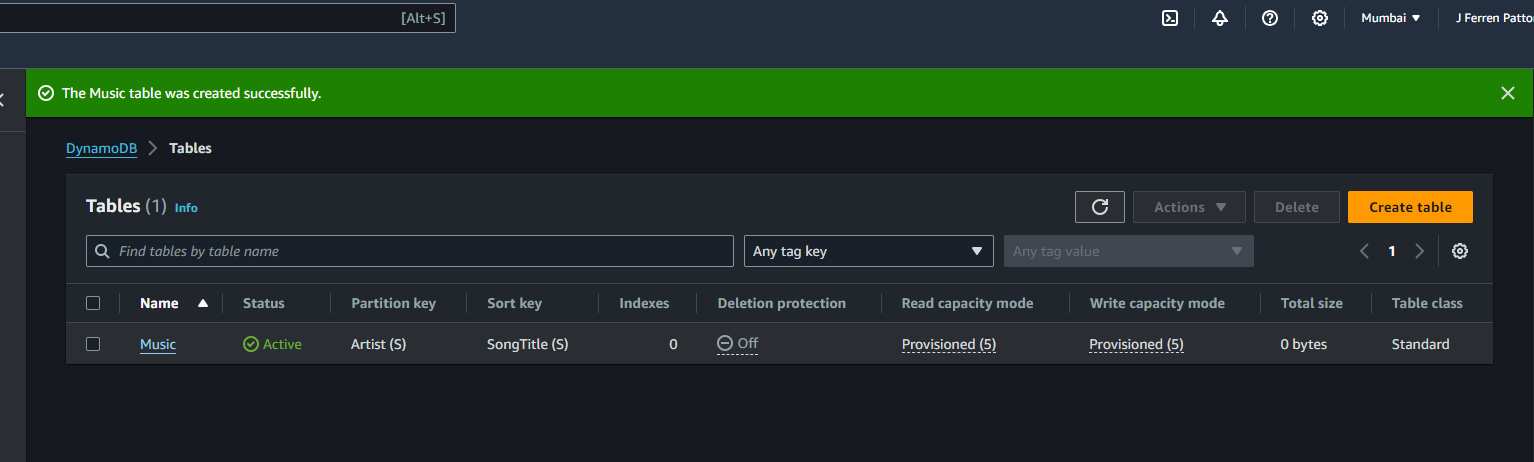 [Alt+S] Mumbai J Ferren Patto
The Music table was created successfully.
DynamoDB Tables
Tables (1) Info Actions Delete Create table
Find tables by table name Any tag key Any tag value 1
Name Status Partition key Sort key Indexes Deletion protection Read capacity mode Write capacity mode Total size Table class
Music Active Artist (S) SongTitle (S) 0 Off Provisioned (5) Provisioned (5) 0 bytes Standard